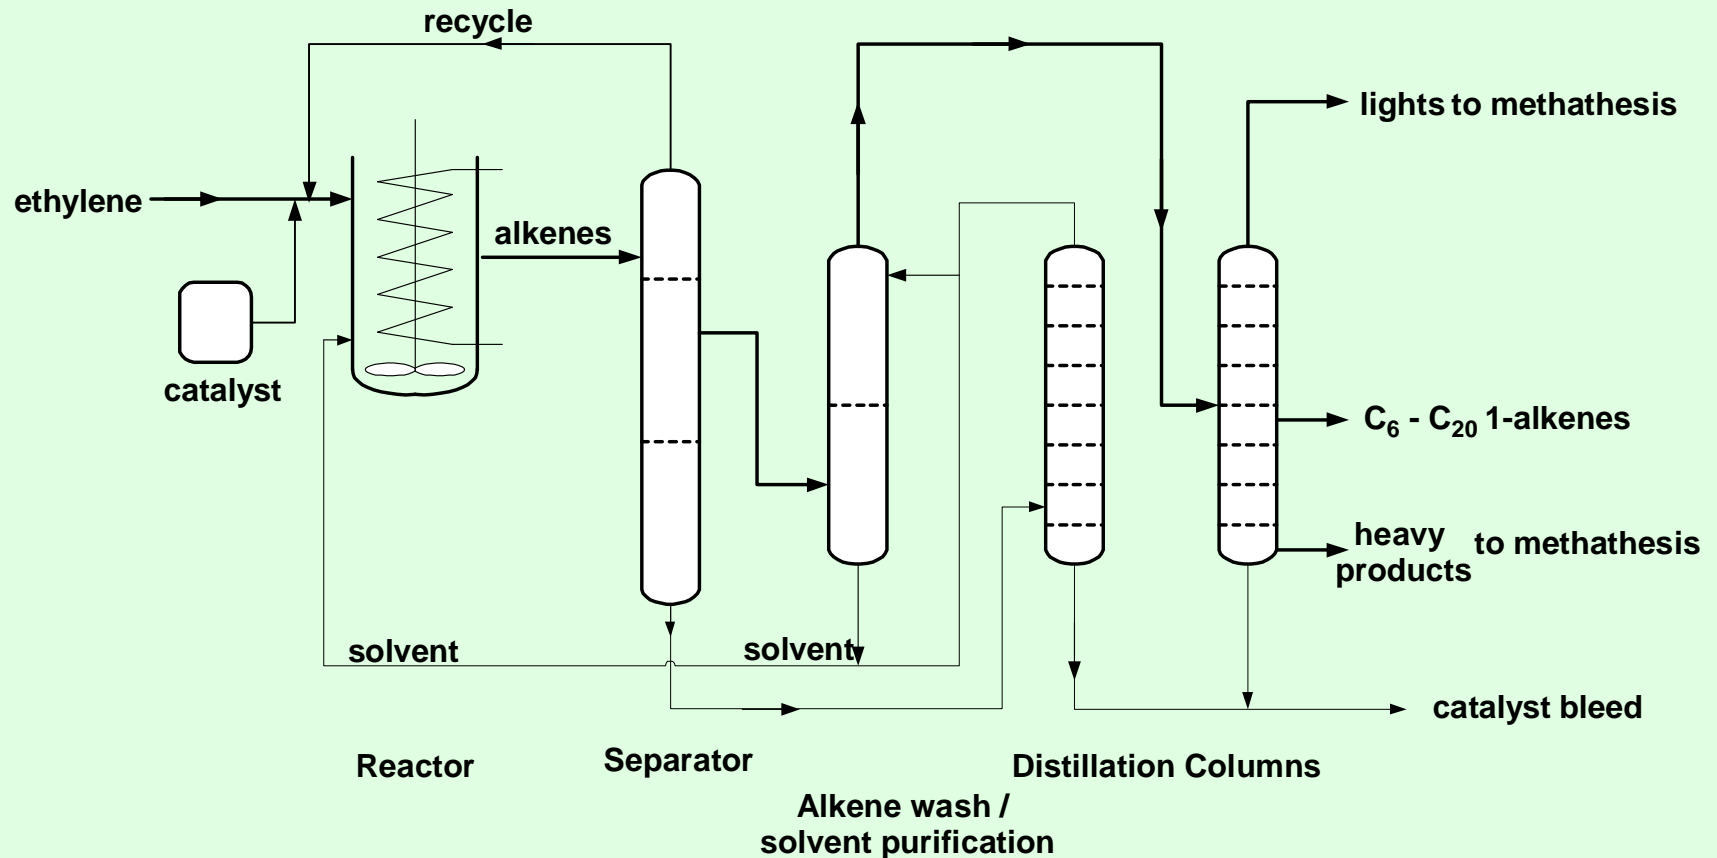 recycle
lights to methathesis
ethylene
alkenes
catalyst
C₆ - C₂₀ 1-alkenes
heavy products to methathesis
solvent
solvent
catalyst bleed
Reactor
Separator
Distillation Columns
Alkene wash /
solvent purification